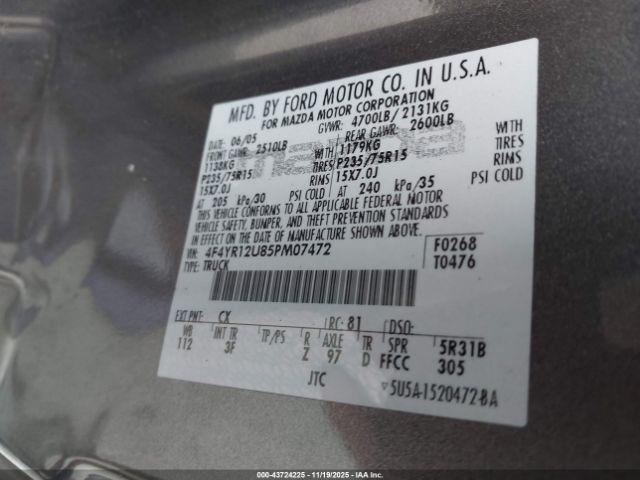 MFD. BY FORD MOTOR CO. IN U.S.A.
FOR MAZDA MOTOR CORPORATION
DATE: 06/05 GVWR: 4700LB/ 2131KG
FRONT GAWR: 2510LB REAR GAWR: 2600LB
1138KG 1179KG WITH
P235/75R15 TIRES P235/75R15 TIRES
15X7.0J RIMS 15X7.0J RIMS
AT 205 kPa/30 PSI COLD AT 240 kPa/35 PSI COLD
THIS VEHICLE CONFORMS TO ALL APPLICABLE FEDERAL MOTOR
VEHICLE SAFETY, BUMPER, AND THEFT PREVENTION STANDARDS
IN EFFECT ON THE DATE OF MANUFACTURE SHOWN ABOVE.
VIN: 4F4YR12U85PM07472 F0268
TYPE: TRUCK T0476
EXT PNT: CX RC: 81 DSO:
WB INT TR TP/PS R AXLE TR SPR 5R31B
112 3F Z 97 D FFCC 305
JTC 5U5A-1520472-BA
000-43724225 - 11/19/2025 - IAA Inc.